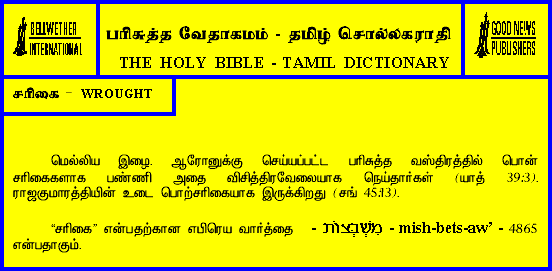 BELLWETHER
INTERNATIONAL
பரிசுத்த வேதாகமம் - தமிழ் சொல்லகராதி
THE HOLY BIBLE - TAMIL DICTIONARY
GOOD NEWS
PUBLISHERS
சரிகை - WROUGHT
மெல்லிய இழை. ஆரோனுக்கு செய்யப்பட்ட பரிசுத்த வஸ்திரத்தில் பொன்
சரிகைகளாக பண்ணி அதை விசித்திரவேலையாக நெய்தார்கள் (யாத் 39:3).
ராஜகுமாரத்தியின் உடை பொற்சரிகையாக இருக்கிறது (சங் 45:13).
“சரிகை” என்பதற்கான எபிரெய வார்த்தை - מִשְׁבְּצוֹת - mish-bets-aw’ - 4865
என்பதாகும்.